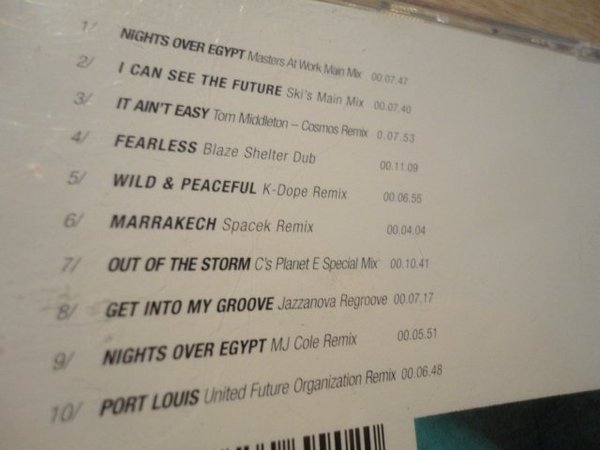 1/ NIGHTS OVER EGYPT Masters At Work Main Mix 00.07.47
2/ I CAN SEE THE FUTURE Ski's Main Mix 00.07.40
3/ IT AIN'T EASY Tom Middleton – Cosmos Remix 0.07.53
4/ FEARLESS Blaze Shelter Dub 00.11.09
5/ WILD & PEACEFUL K-Dope Remix 00.06.55
6/ MARRAKECH Spacek Remix 00.04.04
7/ OUT OF THE STORM C's Planet E Special Mix 00.10.41
8/ GET INTO MY GROOVE Jazzanova Regroove 00.07.17
9/ NIGHTS OVER EGYPT MJ Cole Remix 00.05.51
10/ PORT LOUIS United Future Organization Remix 00.06.48